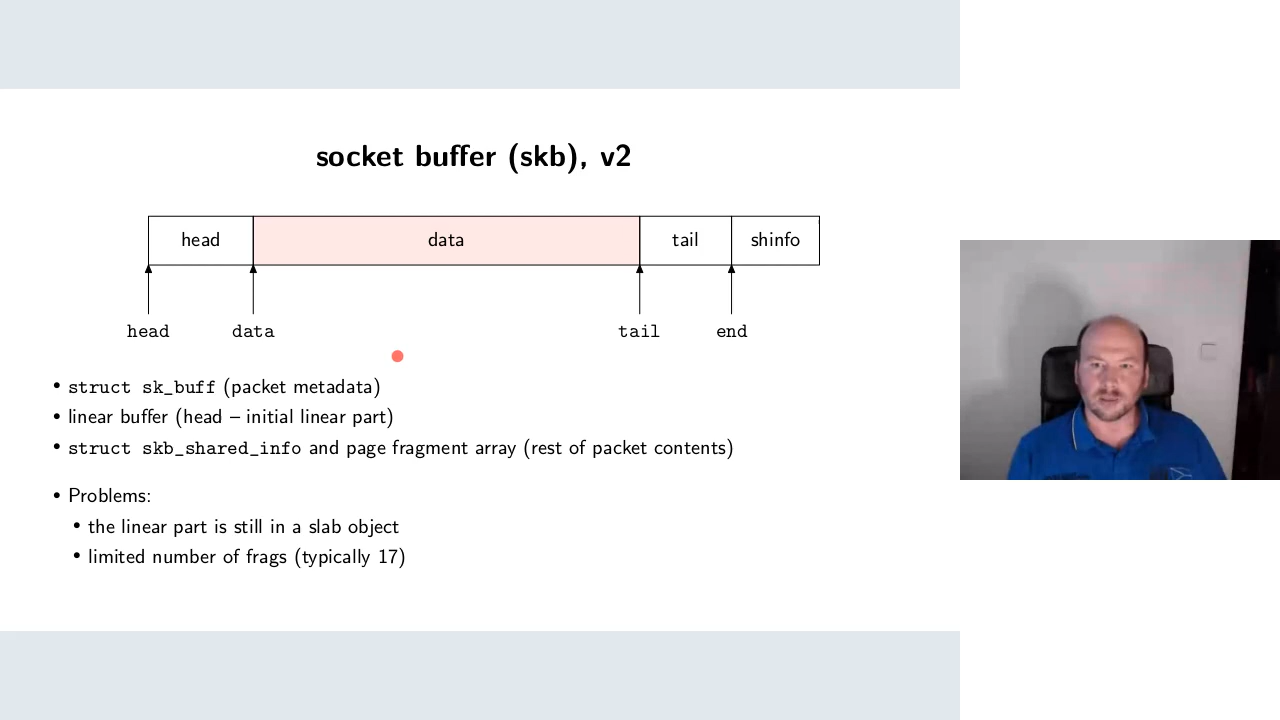 socket buffer (skb), v2
head data tail shinfo
head data tail end
• struct sk_buff (packet metadata)
• linear buffer (head – initial linear part)
• struct skb_shared_info and page fragment array (rest of packet contents)
• Problems:
• the linear part is still in a slab object
• limited number of frags (typically 17)